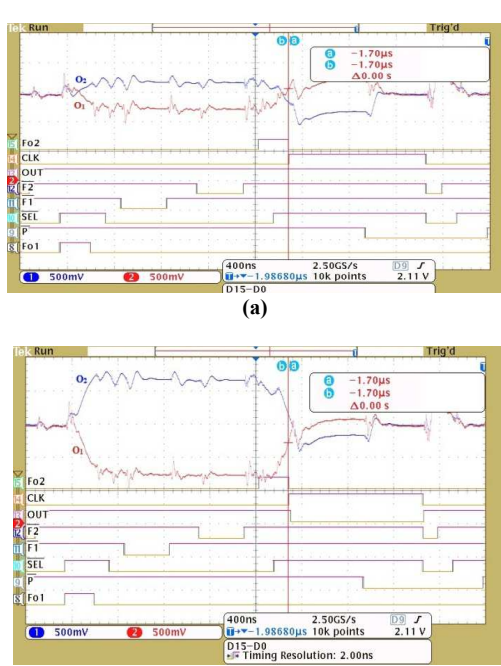 Tek Run Trig'd
b a
a -1.70µs
b -1.70µs
Δ0.00 s
O₂
O₁
Fo2
CLK
OUT
F2
F1
SEL
P
Fo1
400ns 2.50GS/s D9
1 500mV 2 500mV T→▼-1.98680µs 10k points 2.11 V
D15-D0
(a)
Tek Run Trig'd
b a
a -1.70µs
b -1.70µs
Δ0.00 s
O₂
O₁
Fo2
CLK
OUT
F2
F1
SEL
P
Fo1
400ns 2.50GS/s D9
1 500mV 2 500mV T→▼-1.98680µs 10k points 2.11 V
D15-D0
Timing Resolution: 2.00ns